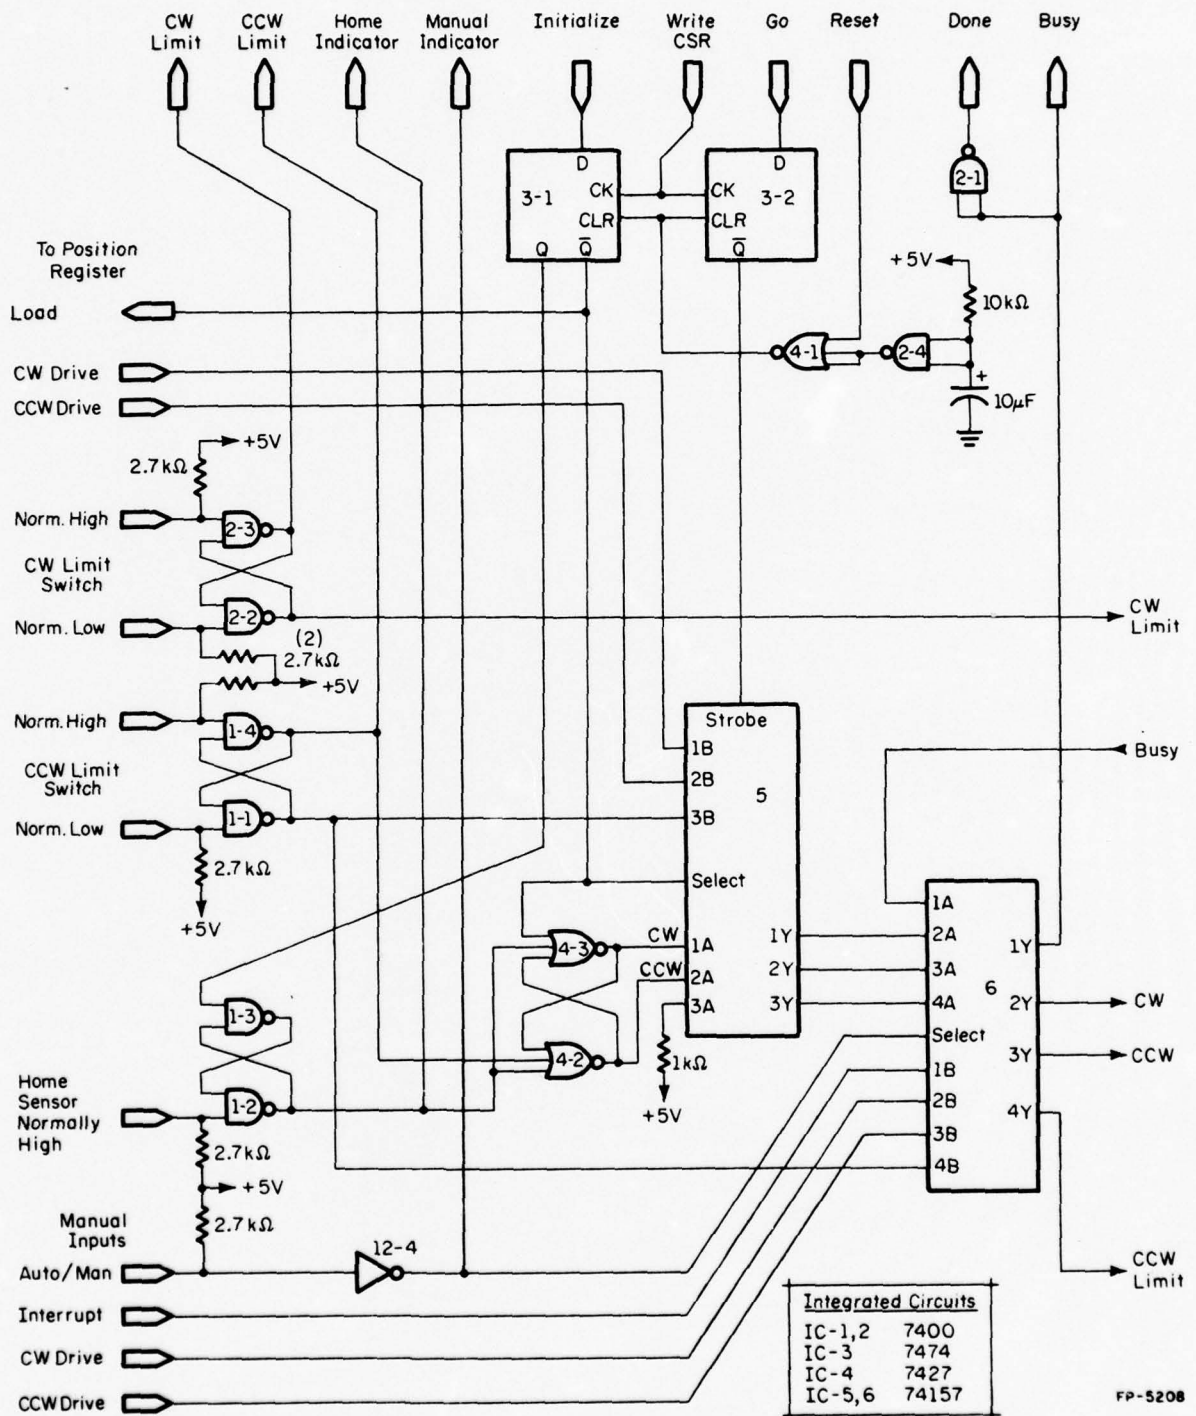 CW
Limit
CCW
Limit
Home
Indicator
Manual
Indicator
Initialize
Write
CSR
Go
Reset
Done
Busy
D
3-1
CK
CLR
Q
Q̅
D
CK
3-2
CLR
Q̅
2-1
To Position
Register
Load
+5V
10kΩ
4-1
2-4
+
10μF
CW Drive
CCW Drive
+5V
2.7kΩ
Norm. High
2-3
CW Limit
Switch
2-2
Norm. Low
(2)
2.7kΩ
+5V
CW
Limit
Norm. High
1-4
CCW Limit
Switch
1-1
Norm. Low
2.7kΩ
+5V
Strobe
1B
2B
5
3B
Select
CW
1A
CCW
2A
3A
1Y
2Y
3Y
4-3
4-2
1kΩ
+5V
Busy
1A
2A
3A
4A
6
Select
1B
2B
3B
4B
1Y
2Y
3Y
4Y
CW
CCW
1-3
1-2
Home
Sensor
Normally
High
2.7kΩ
+5V
2.7kΩ
Manual
Inputs
Auto/Man
12-4
Interrupt
CW Drive
CCW Drive
CCW
Limit
Integrated Circuits
IC-1,2 7400
IC-3 7474
IC-4 7427
IC-5,6 74157
FP-5208